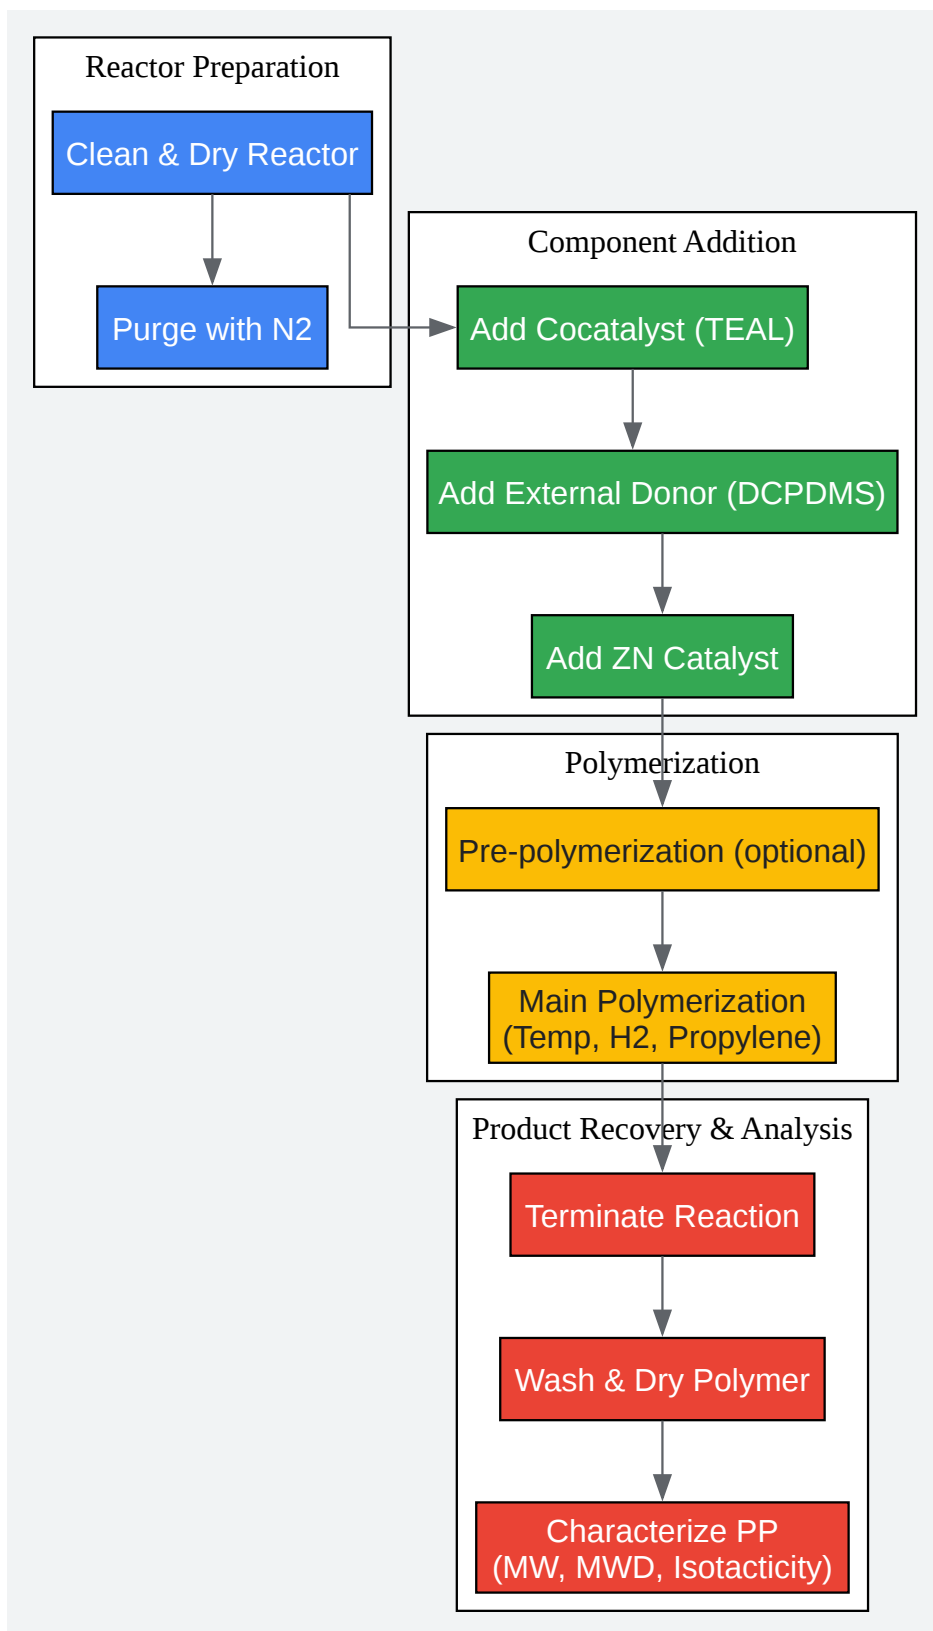 Reactor Preparation
Clean & Dry Reactor
Purge with N2
Component Addition
Add Cocatalyst (TEAL)
Add External Donor (DCPDMS)
Add ZN Catalyst
Polymerization
Pre-polymerization (optional)
Main Polymerization
(Temp, H2, Propylene)
Product Recovery & Analysis
Terminate Reaction
Wash & Dry Polymer
Characterize PP
(MW, MWD, Isotacticity)